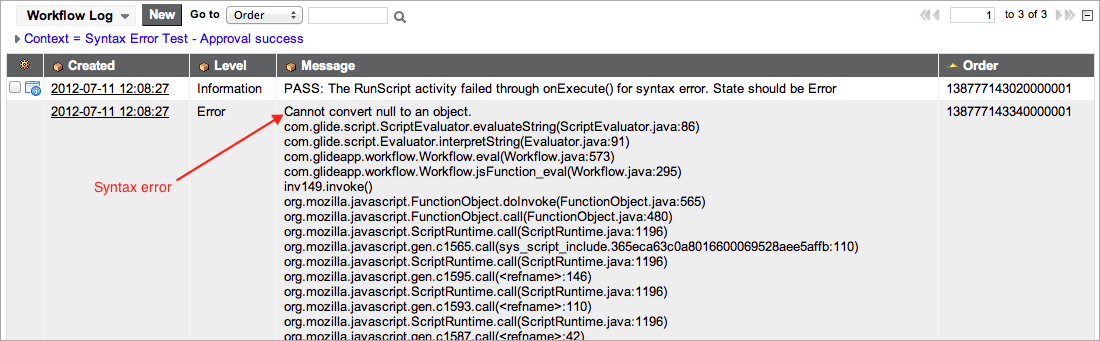 Workflow Log New Go to Order 1 to 3 of 3
Context = Syntax Error Test - Approval success
Created Level Message Order
2012-07-11 12:08:27 Information PASS: The RunScript activity failed through onExecute() for syntax error. State should be Error 138777143020000001
2012-07-11 12:08:27 Error Cannot convert null to an object. 138777143340000001
com.glide.script.ScriptEvaluator.evaluateString(ScriptEvaluator.java:86)
com.glide.script.Evaluator.interpretString(Evaluator.java:91)
com.glideapp.workflow.Workflow.eval(Workflow.java:573)
com.glideapp.workflow.Workflow.jsFunction_eval(Workflow.java:295)
Syntax error inv149.invoke()
org.mozilla.javascript.FunctionObject.doInvoke(FunctionObject.java:565)
org.mozilla.javascript.FunctionObject.call(FunctionObject.java:480)
org.mozilla.javascript.ScriptRuntime.call(ScriptRuntime.java:1196)
org.mozilla.javascript.gen.c1565.call(sys_script_include.365eca63c0a8016600069528aee5affb:110)
org.mozilla.javascript.ScriptRuntime.call(ScriptRuntime.java:1196)
org.mozilla.javascript.gen.c1595.call(<refname>:146)
org.mozilla.javascript.ScriptRuntime.call(ScriptRuntime.java:1196)
org.mozilla.javascript.gen.c1593.call(<refname>:110)
org.mozilla.javascript.ScriptRuntime.call(ScriptRuntime.java:1196)
org.mozilla.javascript.gen.c1587.call(<refname>:42)